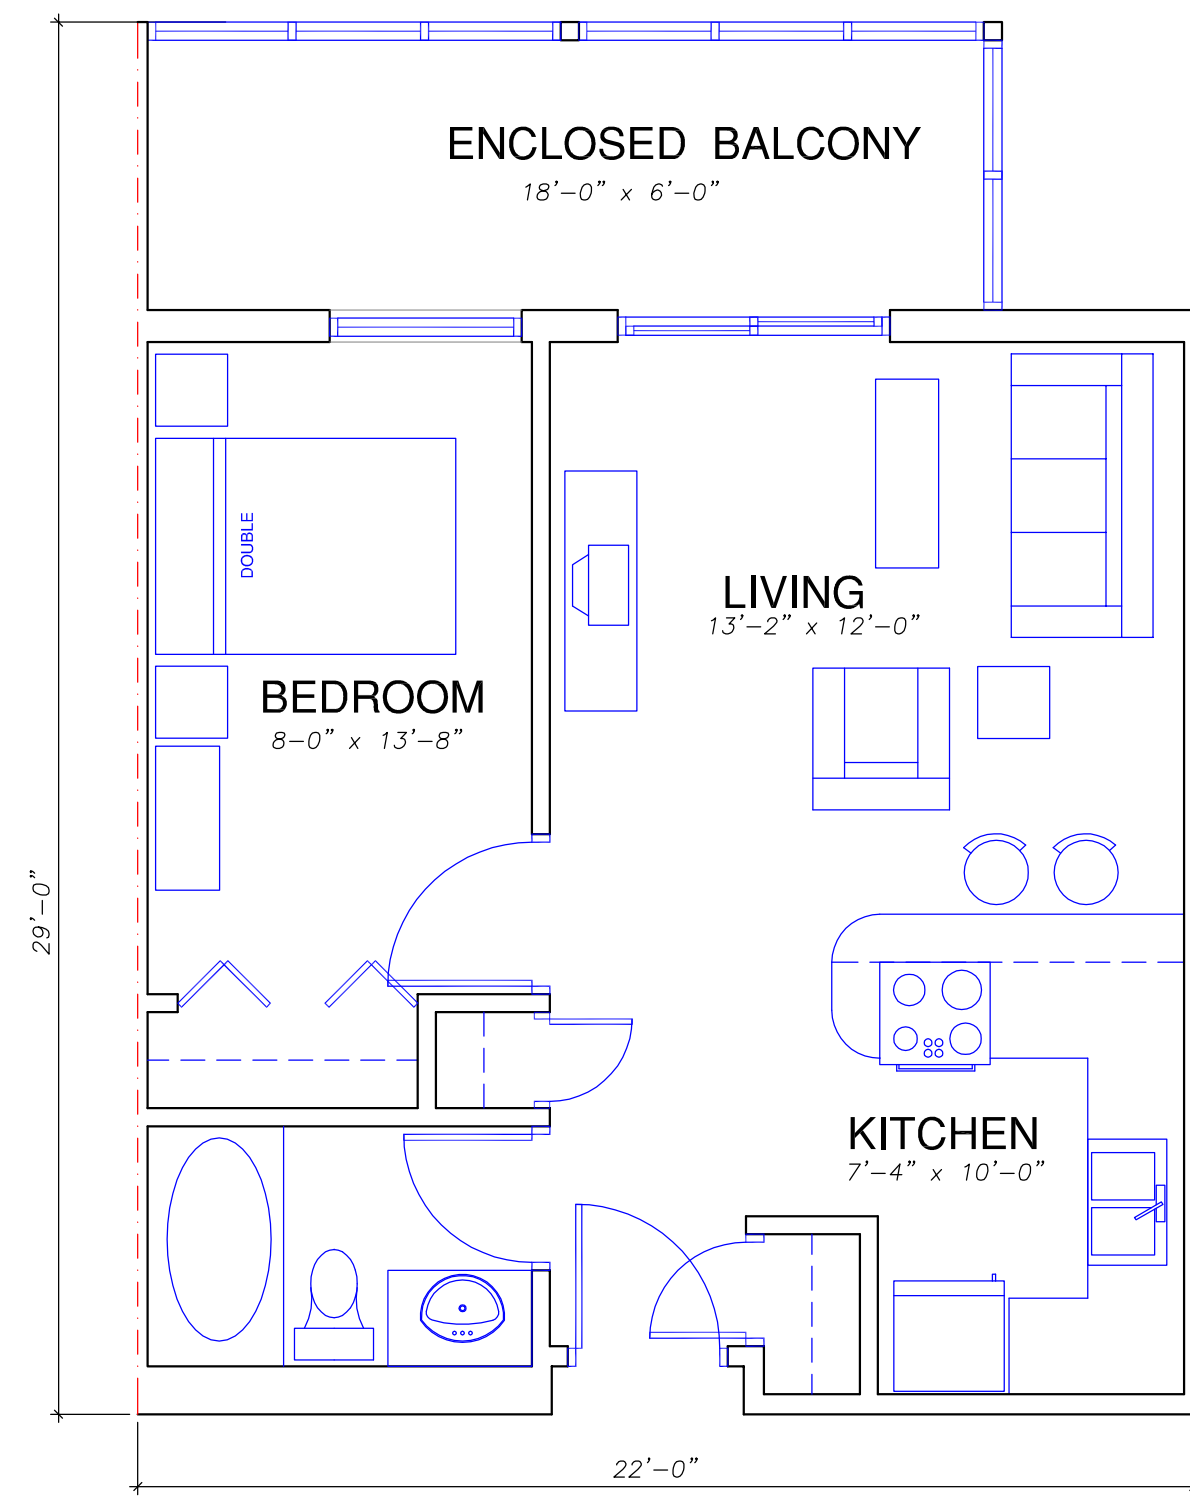 ENCLOSED BALCONY
18'-0" x 6'-0"
DOUBLE
LIVING
13'-2" x 12'-0"
BEDROOM
8-0" x 13'-8"
29'-0"
KITCHEN
7'-4" x 10'-0"
22'-0"